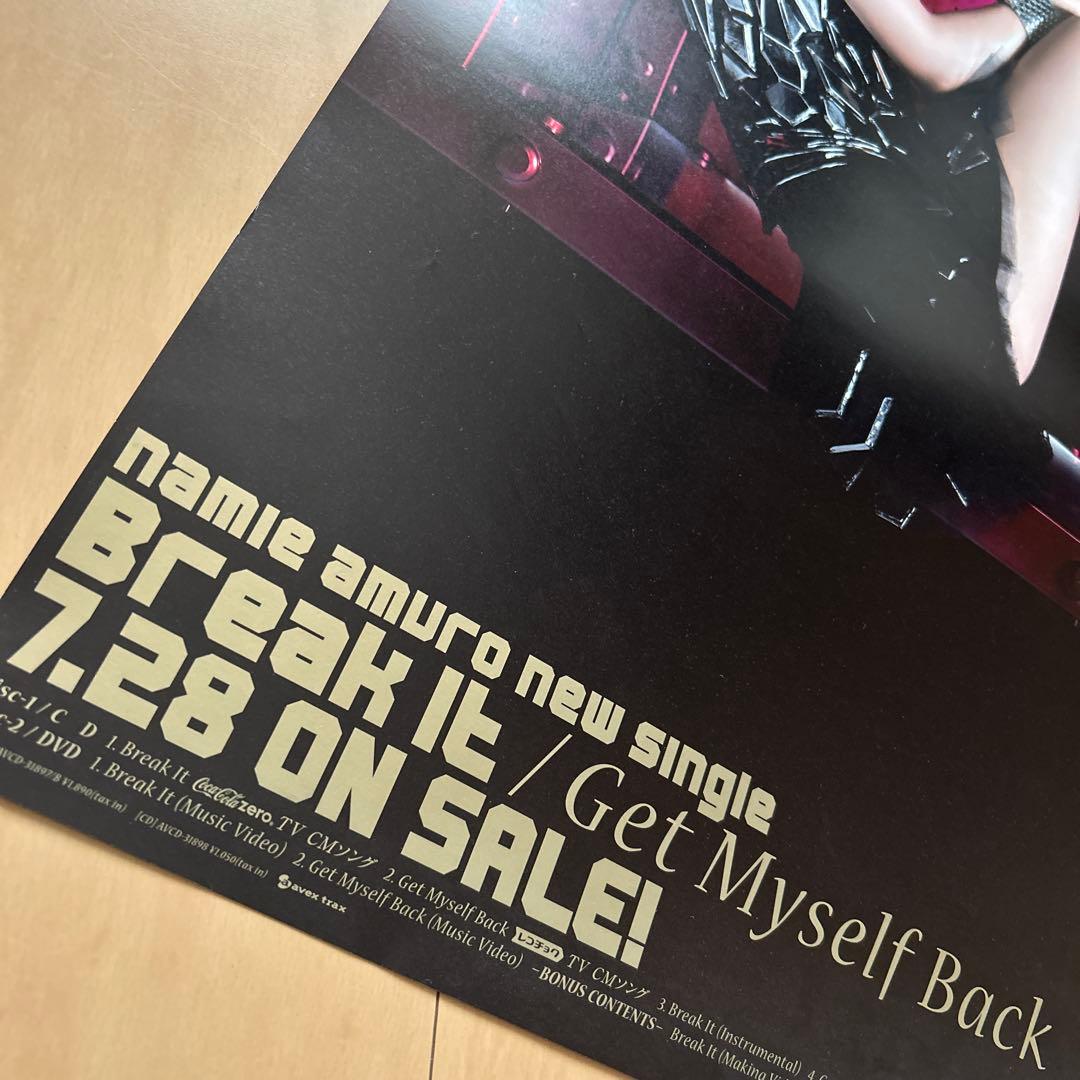 namie amuro new single
Break It / Get Myself Back
7.28 ON SALE!
sc-1 / C D 1. Break It Coca-Cola zero. TV CMソング 2. Get Myself Back レコチョク TV CMソング 3. Break It (Instrumental) 4.
-2 / DVD 1. Break It (Music Video) 2. Get Myself Back (Music Video) –BONUS CONTENTS– Break It (Making
AVCD-31897/B ¥1,890(tax in) [CD] AVCD-31898 ¥1,050(tax in) avex trax